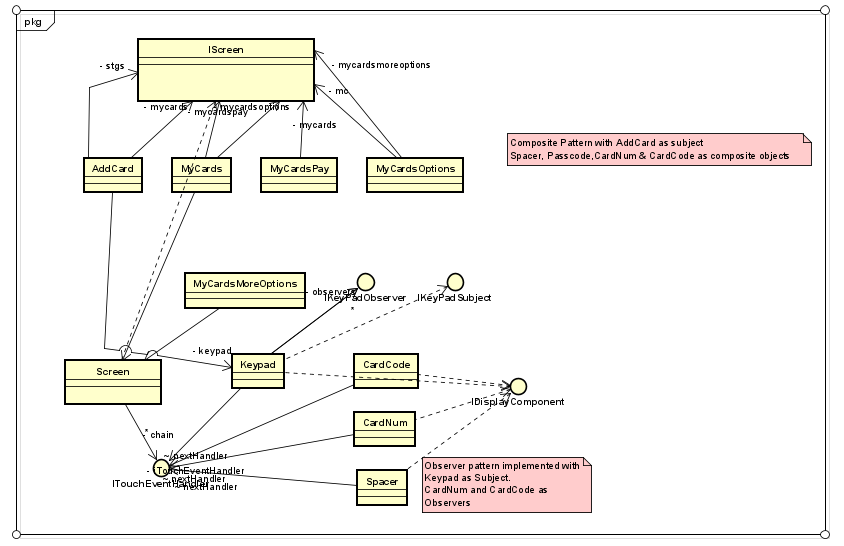 pkg
IScreen
- stgs
- mycardsmoreoptions
- mc
- mycards
- mycardspay
- mycardsoptions
- mycards
Composite Pattern with AddCard as subject
Spacer, Passcode,CardNum & CardCode as composite objects
AddCard
MyCards
MyCardsPay
MyCardsOptions
MyCardsMoreOptions
- observers
IKeyPadObserver
IKeyPadSubject
*
- keypad
Screen
Keypad
CardCode
IDisplayComponent
CardNum
* chain
~ nextHandler
- TouchEventHandler
~ nextHandler
ITouchEventHandler
nextHandler
Spacer
Observer pattern implemented with
Keypad as Subject.
CardNum and CardCode as
Observers